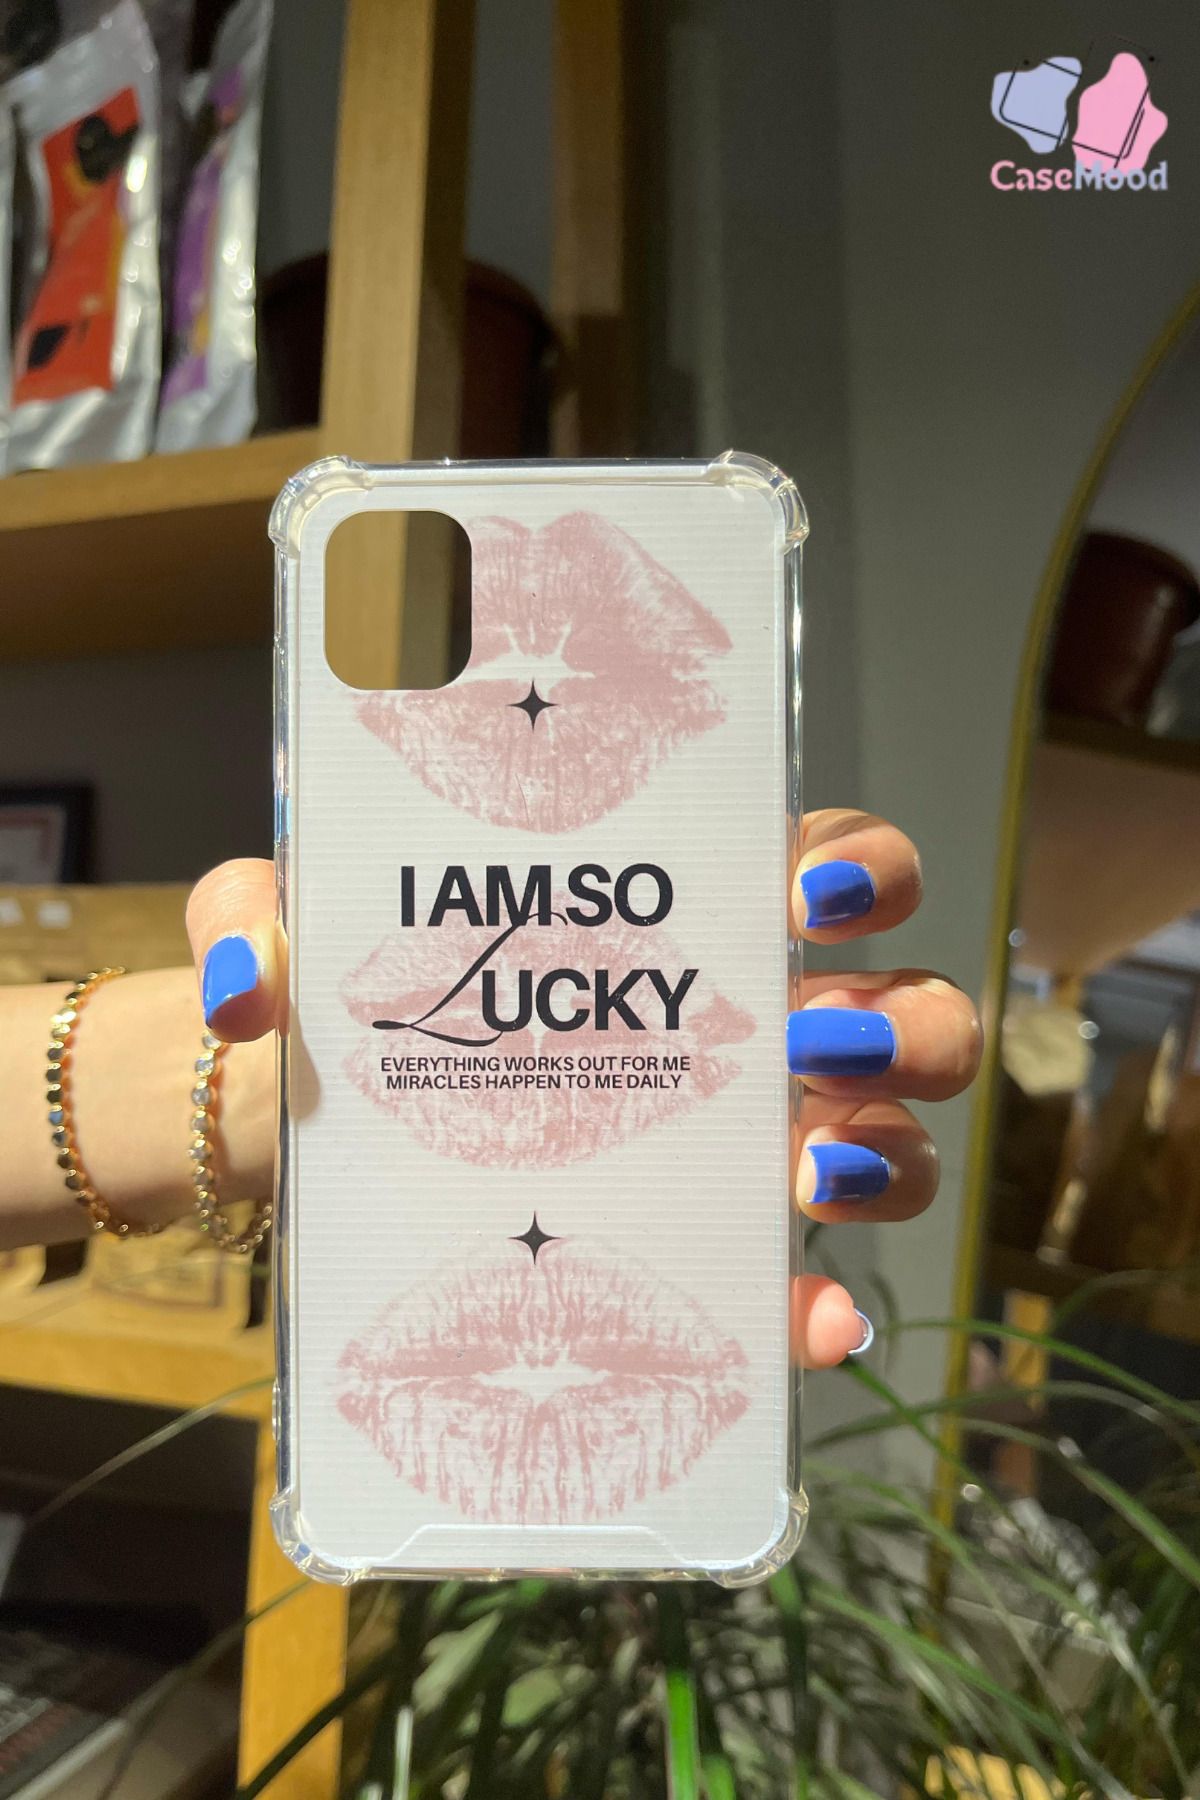 CaseMood
I AM SO
LUCKY
EVERYTHING WORKS OUT FOR ME
MIRACLES HAPPEN TO ME DAILY